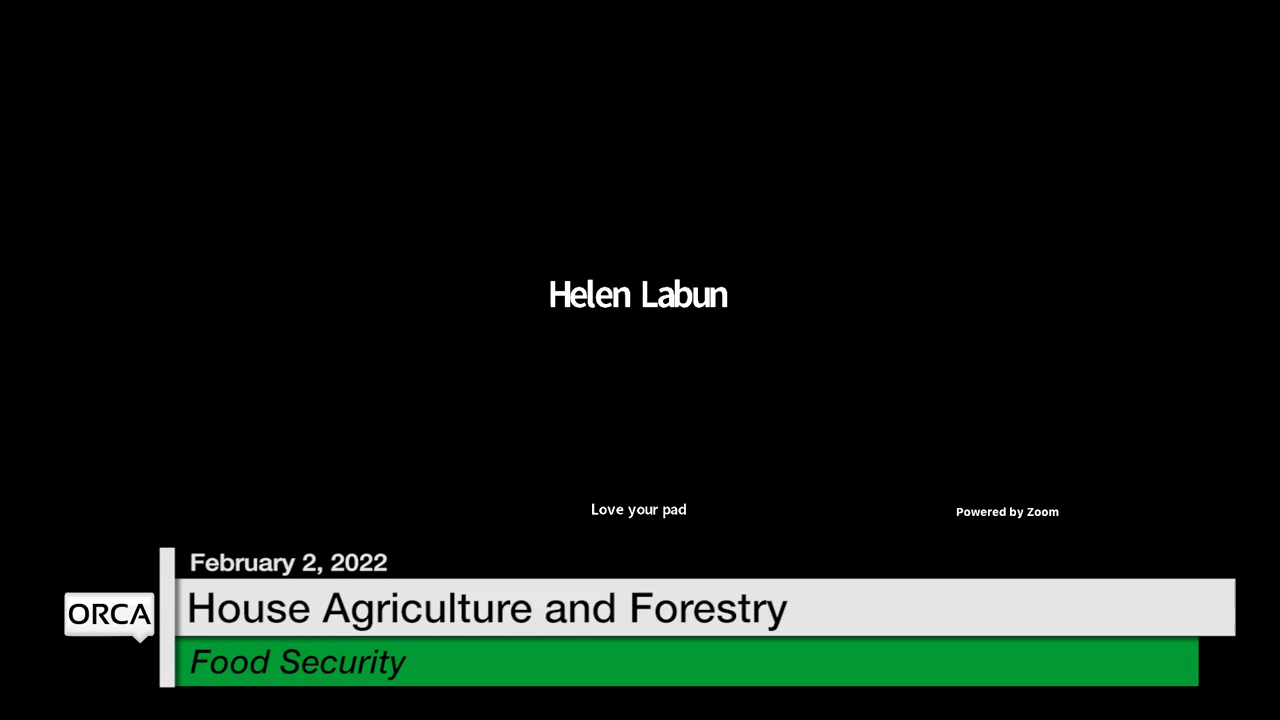 Helen Labun
Love your pad
Powered by Zoom
February 2, 2022
House Agriculture and Forestry
ORCA
Food Security